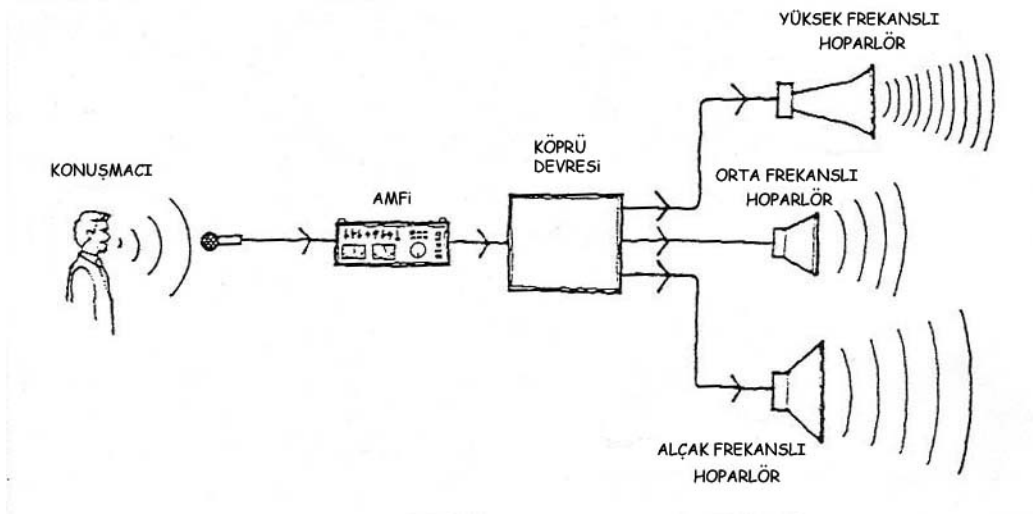 YÜKSEK FREKANSLI
HOPARLÖR
KÖPRÜ
DEVRESi
KONUŞMACI
AMFi
ORTA FREKANSLI
HOPARLÖR
ALÇAK FREKANSLI
HOPARLÖR